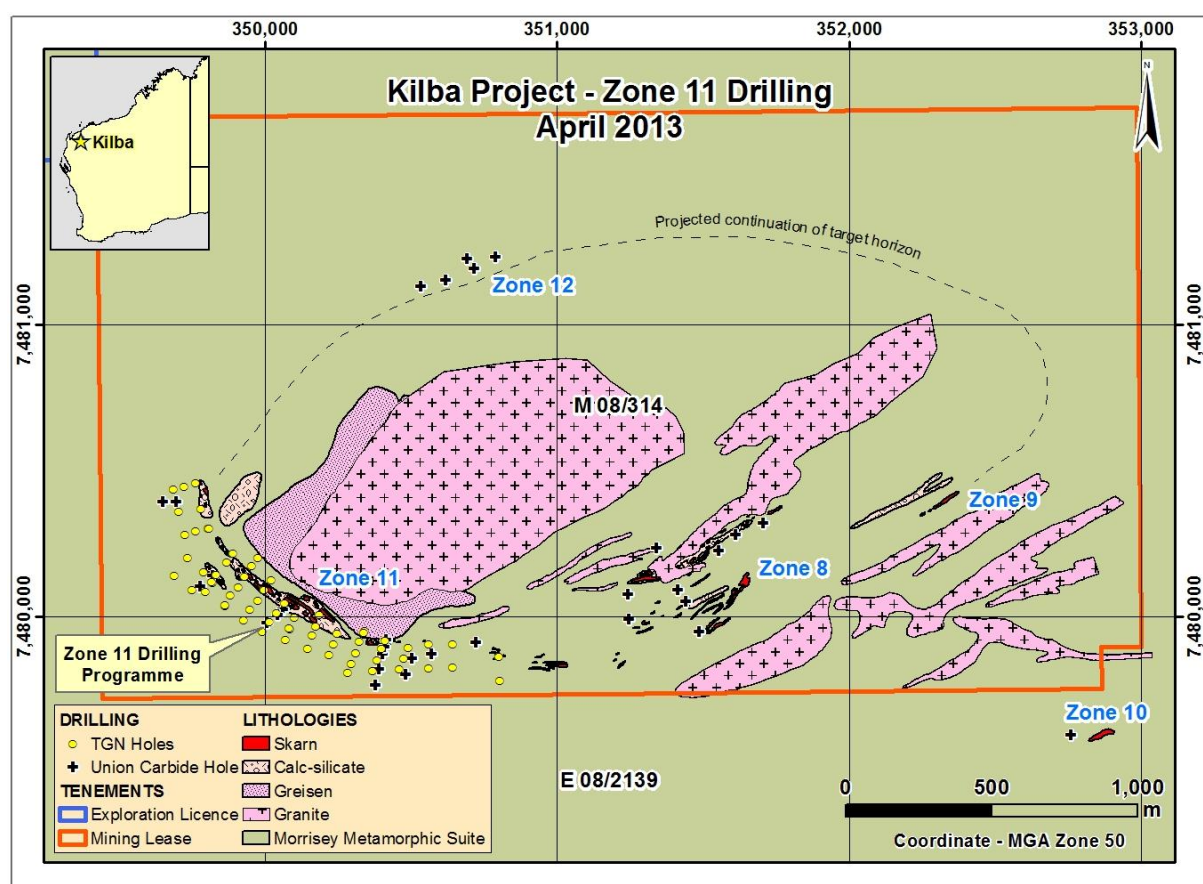 350,000
351,000
352,000
353,000
Kilba Project - Zone 11 Drilling
April 2013
N
Kilba
Projected continuation of target horizon
Zone 12
7,481,000
7,481,000
M 08/314
Zone 9
Zone 11
Zone 8
7,480,000
7,480,000
Zone 11 Drilling
Programme
Zone 10
DRILLING
TGN Holes
Union Carbide Hole
TENEMENTS
Exploration Licence
Mining Lease
LITHOLOGIES
Skarn
Calc-silicate
Greisen
Granite
Morrisey Metamorphic Suite
E 08/2139
0
500
1,000
m
Coordinate - MGA Zone 50